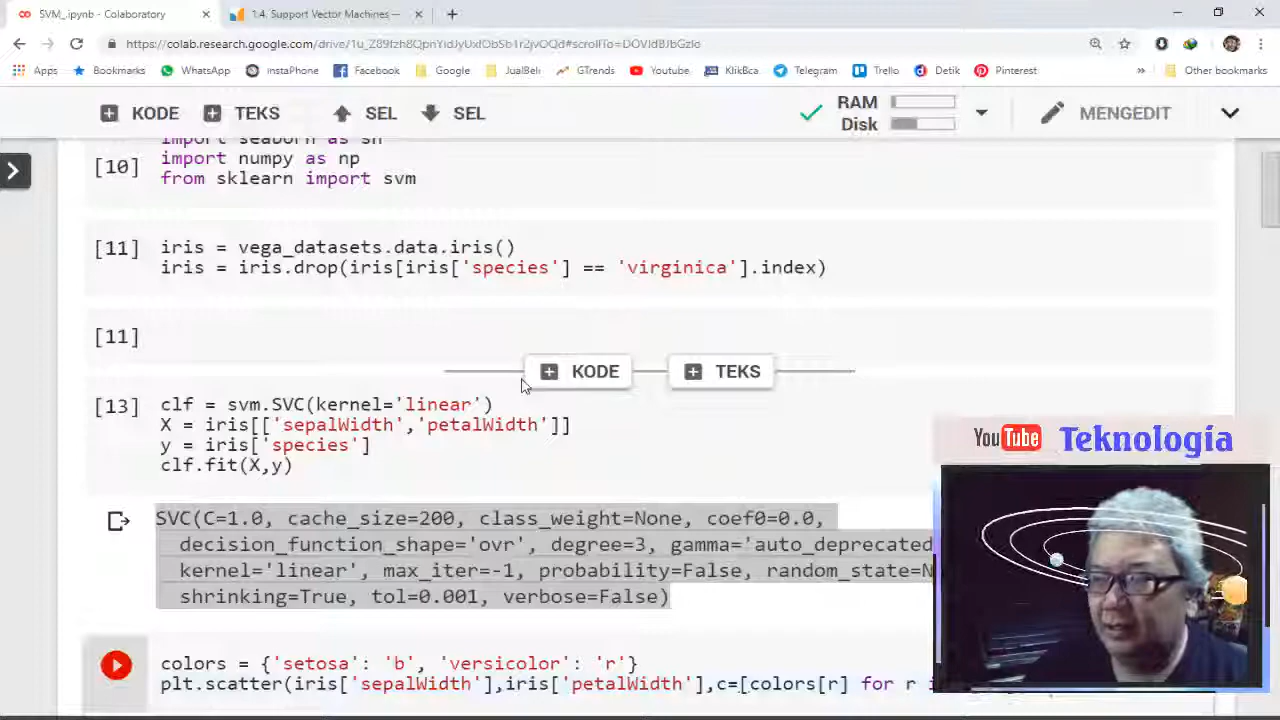 SVM_.ipynb - Colaboratory
1.4. Support Vector Machines —
https://colab.research.google.com/drive/
Apps
Bookmarks
WhatsApp
InstaPhone
Facebook
Google
JualBeli
GTrends
Youtube
KlikBca
Telegram
Trello
Detik
Pinterest
»
Other bookmarks
KODE
TEKS
SEL
SEL
RAM
Disk
MENGEDIT
import seaborn as sn
[10]
import numpy as np
from sklearn import svm
[11] iris = vega_datasets.data.iris()
iris = iris.drop(iris[iris['species'] == 'virginica'].index)
[11]
KODE
TEKS
[13] clf = svm.SVC(kernel='linear')
X = iris[['sepalWidth','petalWidth']]
y = iris['species']
clf.fit(X,y)
YouTube Teknologia
SVC(C=1.0, cache_size=200, class_weight=None, coef0=0.0,
decision_function_shape='ovr', degree=3, gamma='auto_deprecated
kernel='linear', max_iter=-1, probability=False, random_state=N
shrinking=True, tol=0.001, verbose=False)
colors = {'setosa': 'b', 'versicolor': 'r'}
plt.scatter(iris['sepalWidth'],iris['petalWidth'],c=[colors[r] for r i